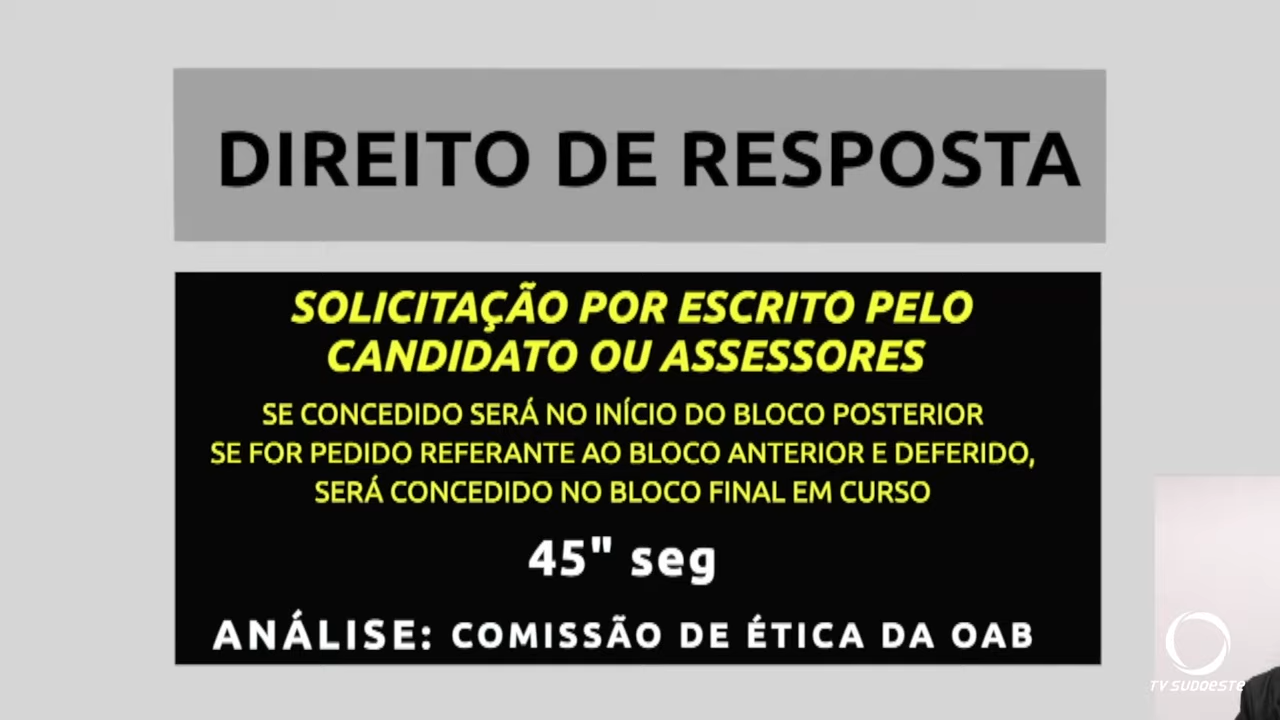 DIREITO DE RESPOSTA
SOLICITAÇÃO POR ESCRITO PELO
CANDIDATO OU ASSESSORES
SE CONCEDIDO SERÁ NO INÍCIO DO BLOCO POSTERIOR
SE FOR PEDIDO REFERANTE AO BLOCO ANTERIOR E DEFERIDO,
SERÁ CONCEDIDO NO BLOCO FINAL EM CURSO
45" seg
ANÁLISE: COMISSÃO DE ÉTICA DA OAB
TV SUDOESTE